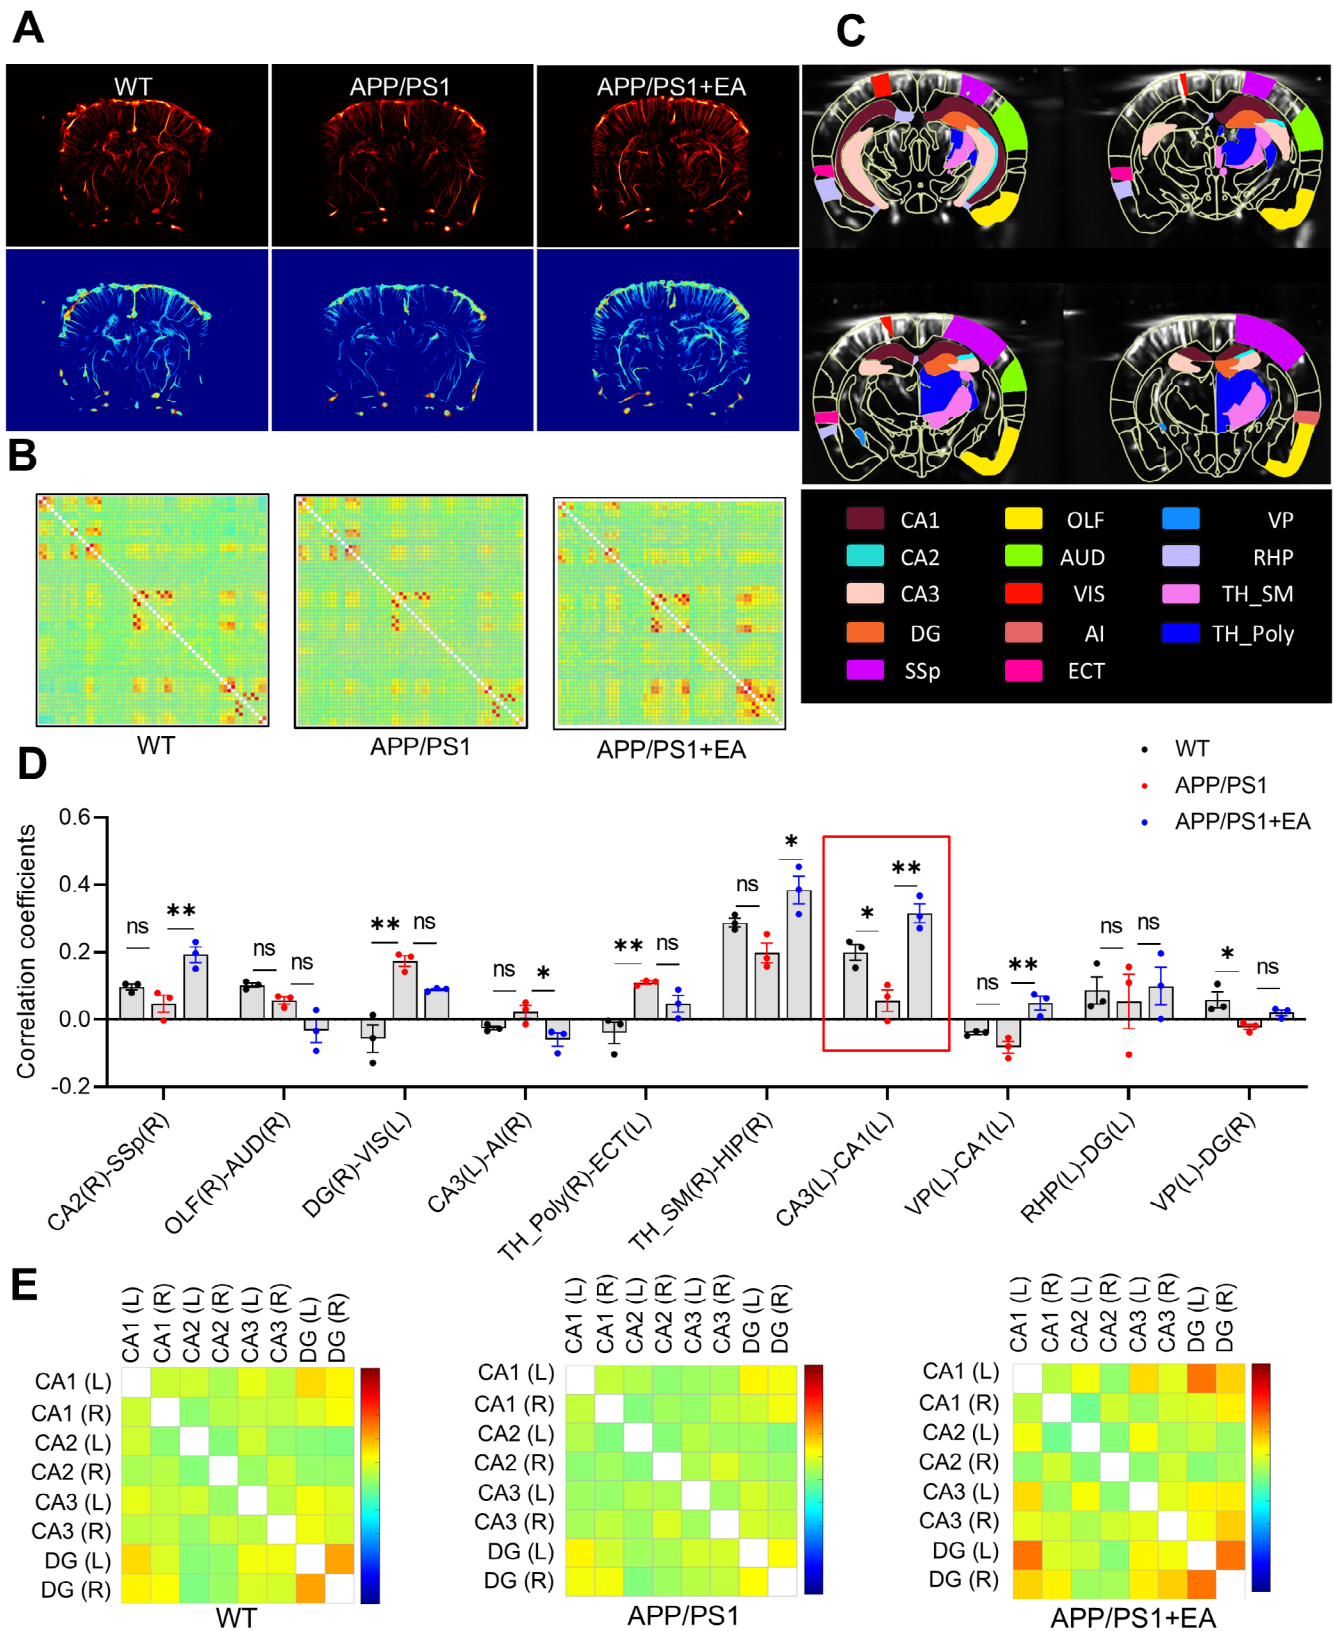 A
C
WT
APP/PS1
APP/PS1+EA
B
WT
APP/PS1
APP/PS1+EA
CA1
OLF
VP
CA2
AUD
RHP
CA3
VIS
TH_SM
DG
AI
TH_Poly
SSp
ECT
D
WT
APP/PS1
APP/PS1+EA
Correlation coefficients
0.6
0.4
0.2
0.0
-0.2
ns
**
ns
ns
**
ns
ns
*
**
ns
ns
*
*
**
**
ns
ns
*
ns
CA2(R)-SSp(R)
OLF(R)-AUD(R)
DG(R)-VIS(L)
CA3(L)-AI(R)
TH_Poly(R)-ECT(L)
TH_SM(R)-HIP(R)
CA3(L)-CA1(L)
VP(L)-CA1(L)
RHP(L)-DG(L)
VP(L)-DG(R)
E
CA1 (L)
CA1 (R)
CA2 (L)
CA2 (R)
CA3 (L)
CA3 (R)
DG (L)
DG (R)
CA1 (L)
CA1 (R)
CA2 (L)
CA2 (R)
CA3 (L)
CA3 (R)
DG (L)
DG (R)
WT
CA1 (L)
CA1 (R)
CA2 (L)
CA2 (R)
CA3 (L)
CA3 (R)
DG (L)
DG (R)
CA1 (L)
CA1 (R)
CA2 (L)
CA2 (R)
CA3 (L)
CA3 (R)
DG (L)
DG (R)
APP/PS1
CA1 (L)
CA1 (R)
CA2 (L)
CA2 (R)
CA3 (L)
CA3 (R)
DG (L)
DG (R)
CA1 (L)
CA1 (R)
CA2 (L)
CA2 (R)
CA3 (L)
CA3 (R)
DG (L)
DG (R)
APP/PS1+EA